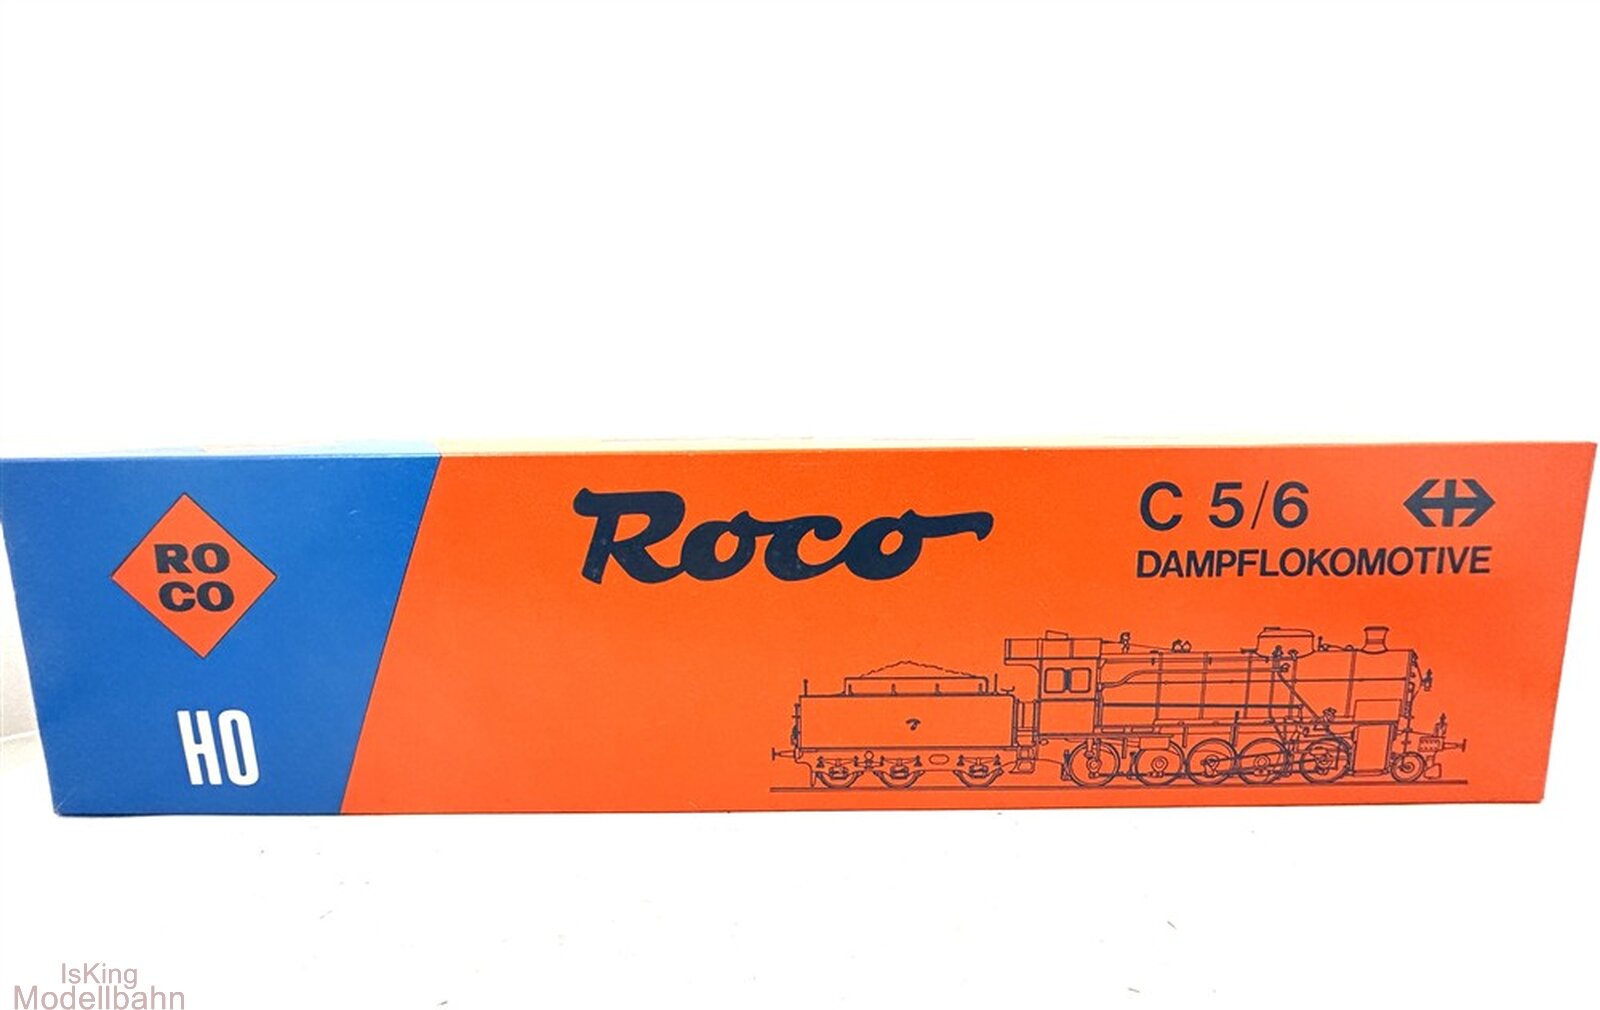 RO
CO
HO
Roco
C 5/6
DAMPFLOKOMOTIVE
IsKing
Modellbahn